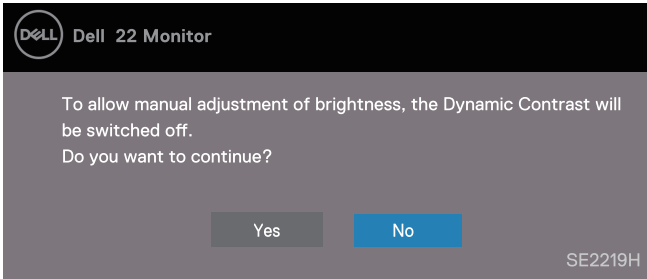 DELL Dell 22 Monitor
To allow manual adjustment of brightness, the Dynamic Contrast will
be switched off.
Do you want to continue?
Yes No
SE2219H